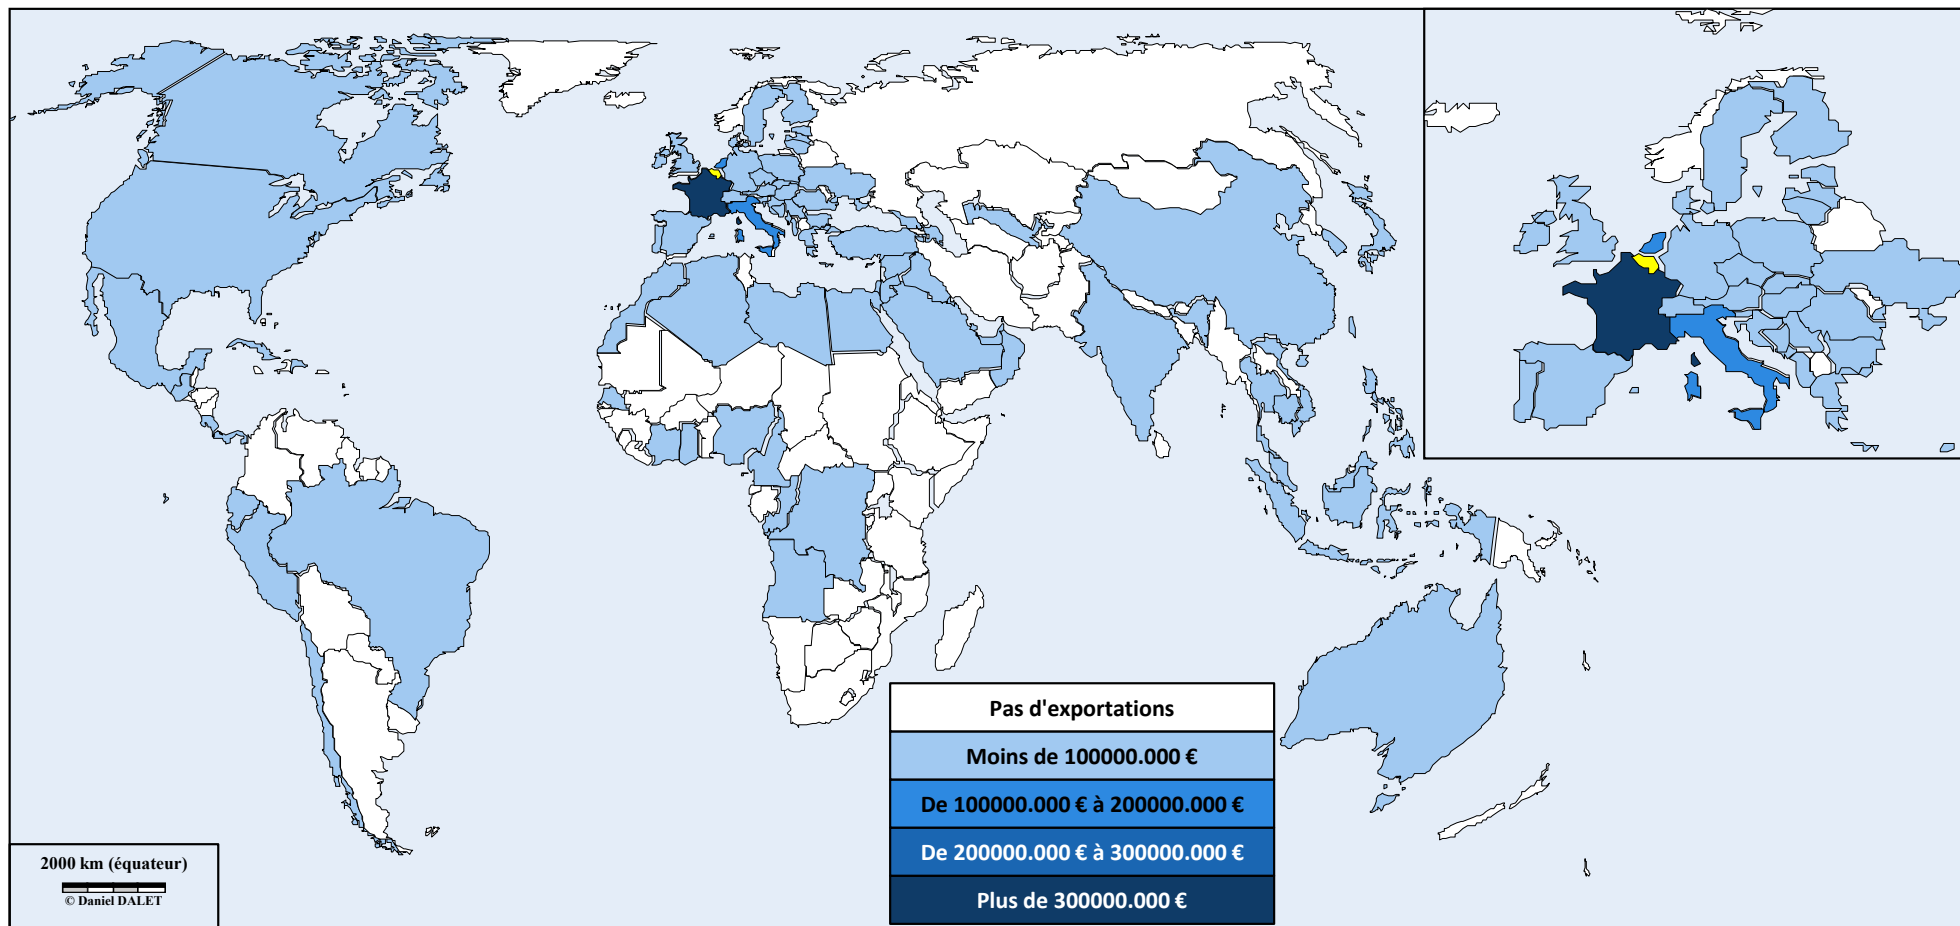 Pas d'exportations
Moins de 100000.000 €
De 100000.000 € à 200000.000 €
De 200000.000 € à 300000.000 €
Plus de 300000.000 €
2000 km (équateur)
© Daniel DALET